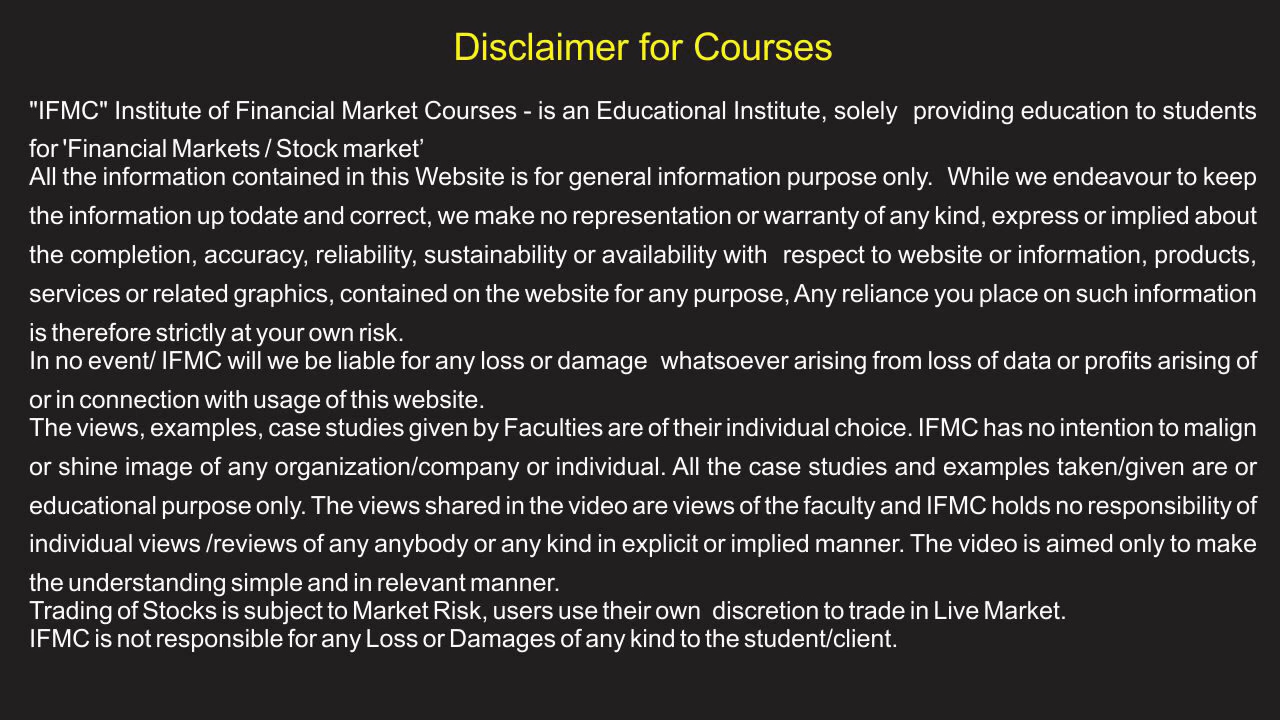 Disclaimer for Courses
"IFMC" Institute of Financial Market Courses - is an Educational Institute, solely providing education to students
for 'Financial Markets / Stock market’
All the information contained in this Website is for general information purpose only. While we endeavour to keep
the information up todate and correct, we make no representation or warranty of any kind, express or implied about
the completion, accuracy, reliability, sustainability or availability with respect to website or information, products,
services or related graphics, contained on the website for any purpose, Any reliance you place on such information
is therefore strictly at your own risk.
In no event/ IFMC will we be liable for any loss or damage whatsoever arising from loss of data or profits arising of
or in connection with usage of this website.
The views, examples, case studies given by Faculties are of their individual choice. IFMC has no intention to malign
or shine image of any organization/company or individual. All the case studies and examples taken/given are or
educational purpose only. The views shared in the video are views of the faculty and IFMC holds no responsibility of
individual views /reviews of any anybody or any kind in explicit or implied manner. The video is aimed only to make
the understanding simple and in relevant manner.
Trading of Stocks is subject to Market Risk, users use their own discretion to trade in Live Market.
IFMC is not responsible for any Loss or Damages of any kind to the student/client.